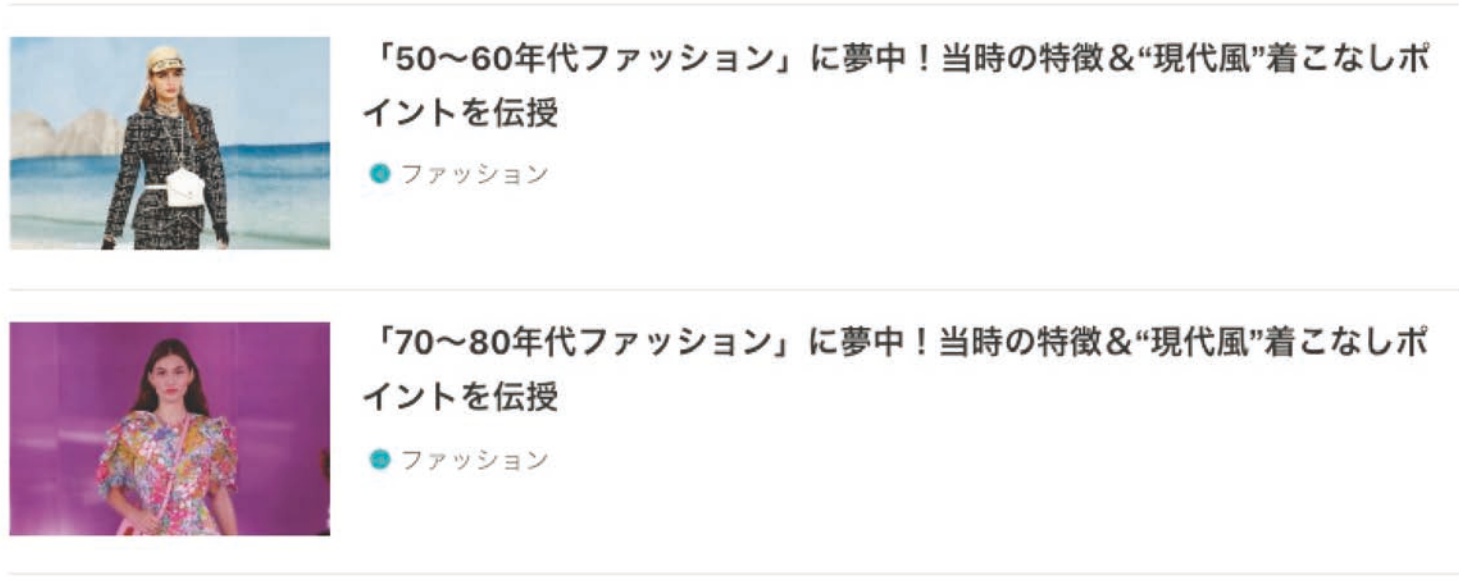 「50〜60年代ファッション」に夢中！当時の特徴＆“現代風”着こなしポ
イントを伝授
ファッション
「70〜80年代ファッション」に夢中！当時の特徴＆“現代風”着こなしポ
イントを伝授
ファッション